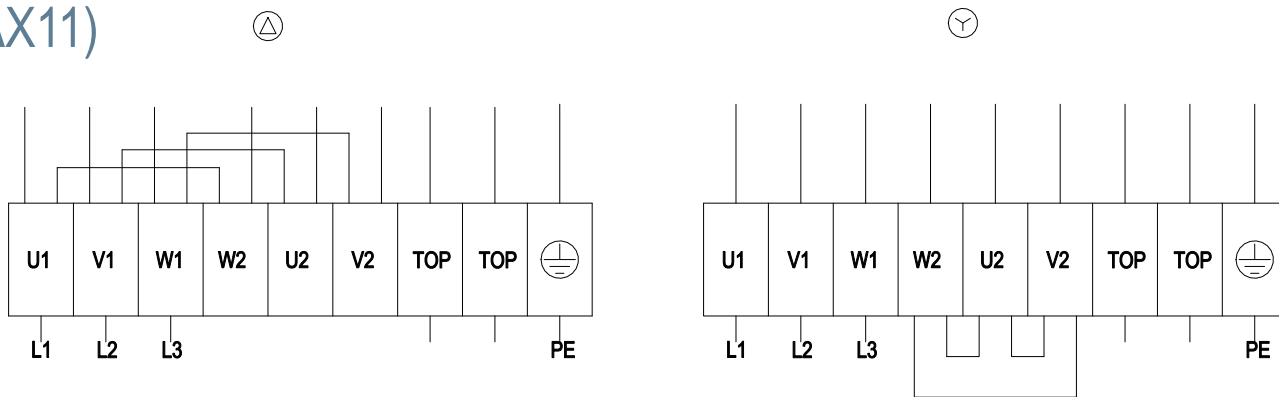 AX11)
U1 V1 W1 W2 U2 V2 TOP TOP
L1 L2 L3 PE
U1 V1 W1 W2 U2 V2 TOP TOP
L1 L2 L3 PE